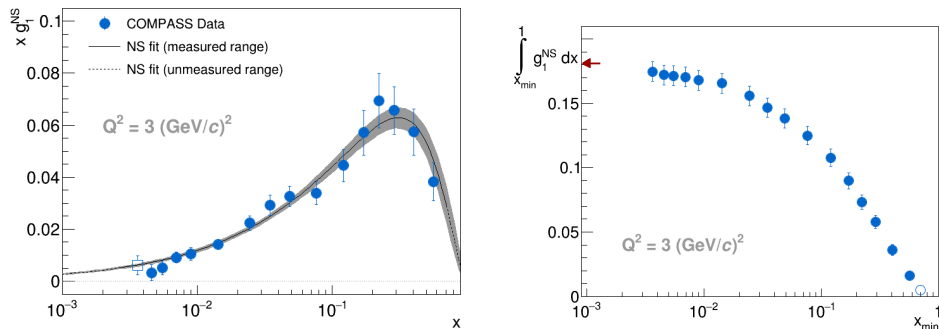 x g₁^NS
0.1
0.08
0.06
0.04
0.02
0
COMPASS Data
NS fit (measured range)
NS fit (unmeasured range)
Q² = 3 (GeV/c)²
10⁻³
10⁻²
10⁻¹
x
1
∫ g₁^NS dx
x_min
0.15
0.1
0.05
0
Q² = 3 (GeV/c)²
10⁻³
10⁻²
10⁻¹
1
x_min